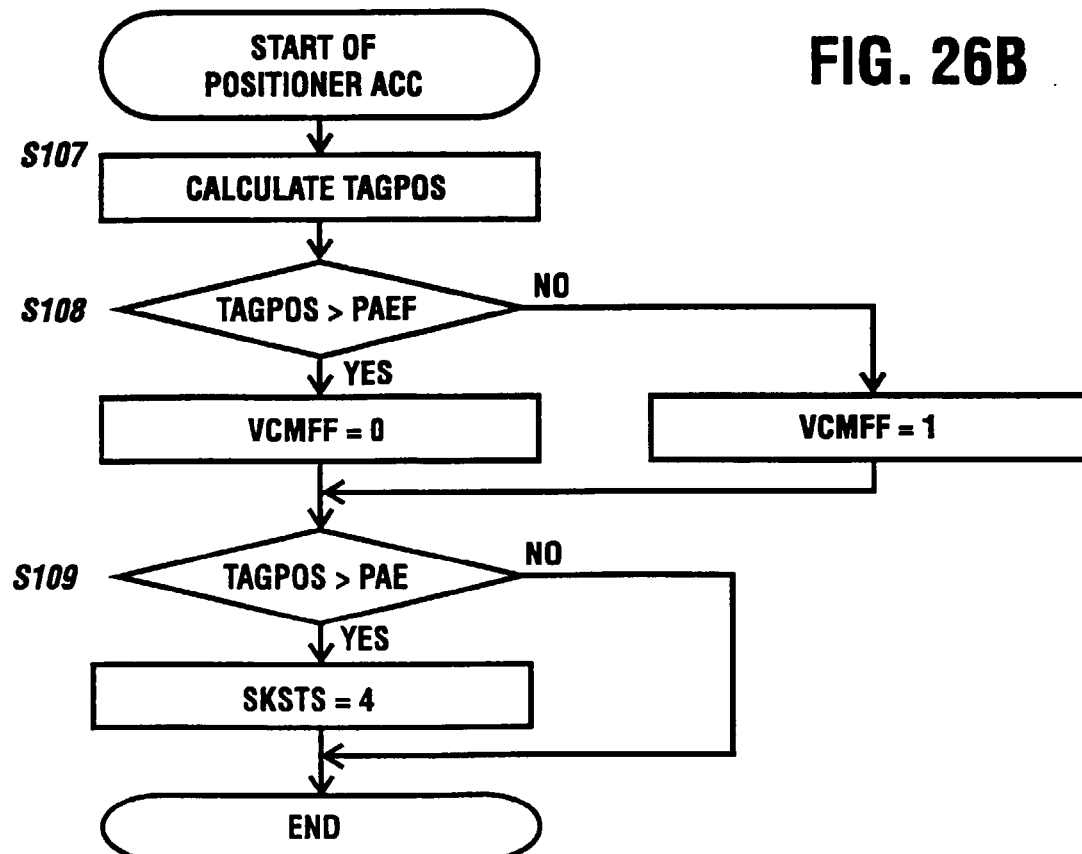 START OF
POSITIONER ACC
FIG. 26B
S107
CALCULATE TAGPOS
S108
TAGPOS > PAEF
NO
YES
VCMFF = 0
VCMFF = 1
S109
TAGPOS > PAE
NO
YES
SKSTS = 4
END